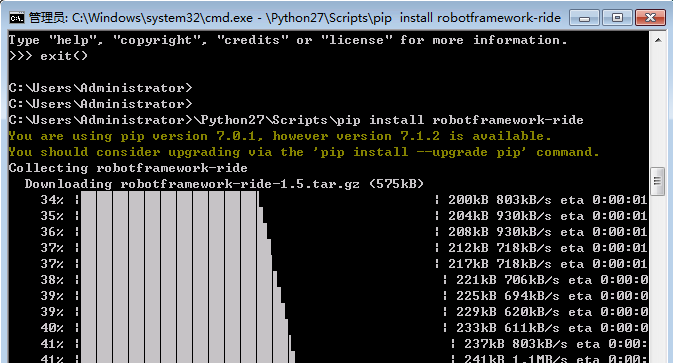 管理员: C:\Windows\system32\cmd.exe - \Python27\Scripts\pip install robotframework-ride
Type "help", "copyright", "credits" or "license" for more information.
>>> exit()
C:\Users\Administrator>
C:\Users\Administrator>
C:\Users\Administrator>\Python27\Scripts\pip install robotframework-ride
You are using pip version 7.0.1, however version 7.1.2 is available.
You should consider upgrading via the 'pip install --upgrade pip' command.
Collecting robotframework-ride
Downloading robotframework-ride-1.5.tar.gz (575kB)
34% | | 200kB 803kB/s eta 0:00:01
35% | | 204kB 930kB/s eta 0:00:01
36% | | 208kB 930kB/s eta 0:00:01
37% | | 212kB 718kB/s eta 0:00:01
37% | | 217kB 718kB/s eta 0:00:01
38% | | 221kB 706kB/s eta 0:00:0
39% | | 225kB 694kB/s eta 0:00:0
39% | | 229kB 620kB/s eta 0:00:0
40% | | 233kB 611kB/s eta 0:00:0
41% | | 237kB 803kB/s eta 0:00:
41% | | 241kB 1.1MB/s eta 0:00: